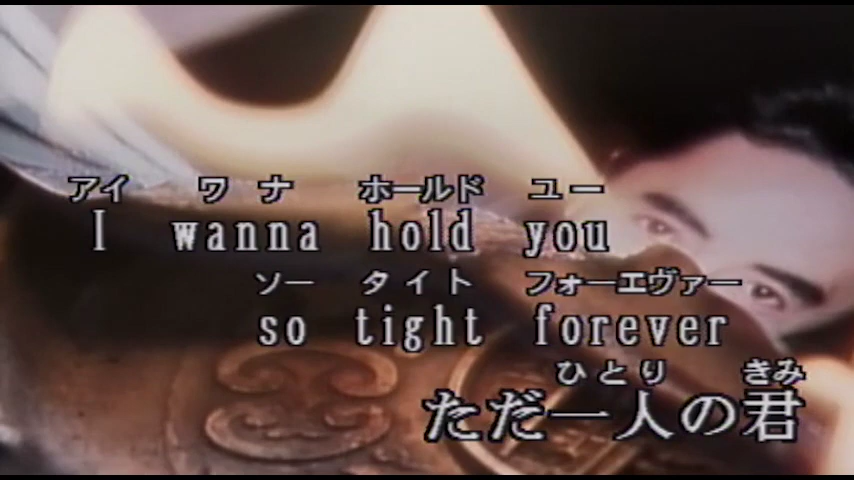 アイ ワナ ホールド ユー
I wanna hold you
ソー タイト フォーエヴァー
so tight forever
ひとり きみ
ただ一人の君